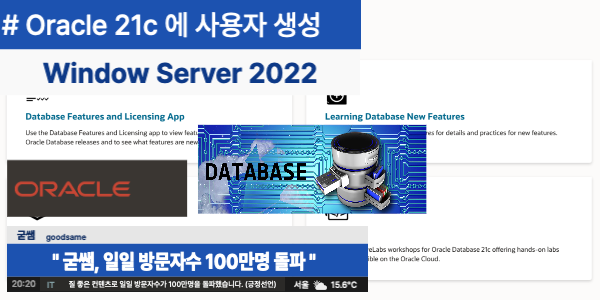 # Oracle 21c 에 사용자 생성
Window Server 2022
Database Features and Licensing App
Use the Database Features and Licensing app to view feat
Oracle Database releases and to see what features are new
Learning Database New Features
res for details and practices for new features.
DATABASE
ORACLE
굳쌤 goodsame
" 굳쌤, 일일 방문자수 100만명 돌파 "
eLabs workshops for Oracle Database 21c offering hands-on labs
ible on the Oracle Cloud.
20:20 IT 질 좋은 컨텐츠로 일일 방문자수가 100만명을 돌파했습니다. (긍정선언) 서울 15.6°C